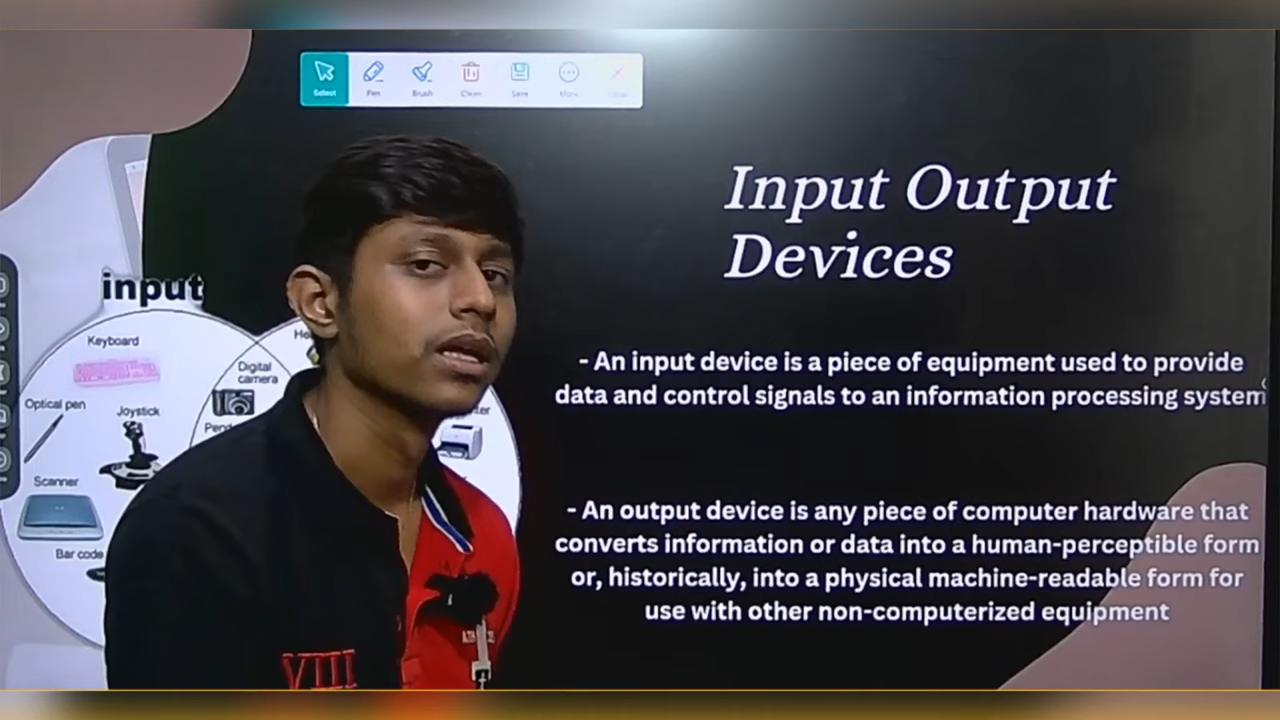 Select Pen Brush Clean Save More Close
Input Output
Devices
input
Keyboard
Digital
camera
Optical pen
Joystick
Scanner
Bar code
- An input device is a piece of equipment used to provide
data and control signals to an information processing system
- An output device is any piece of computer hardware that
converts information or data into a human-perceptible form
or, historically, into a physical machine-readable form for
use with other non-computerized equipment
VIII